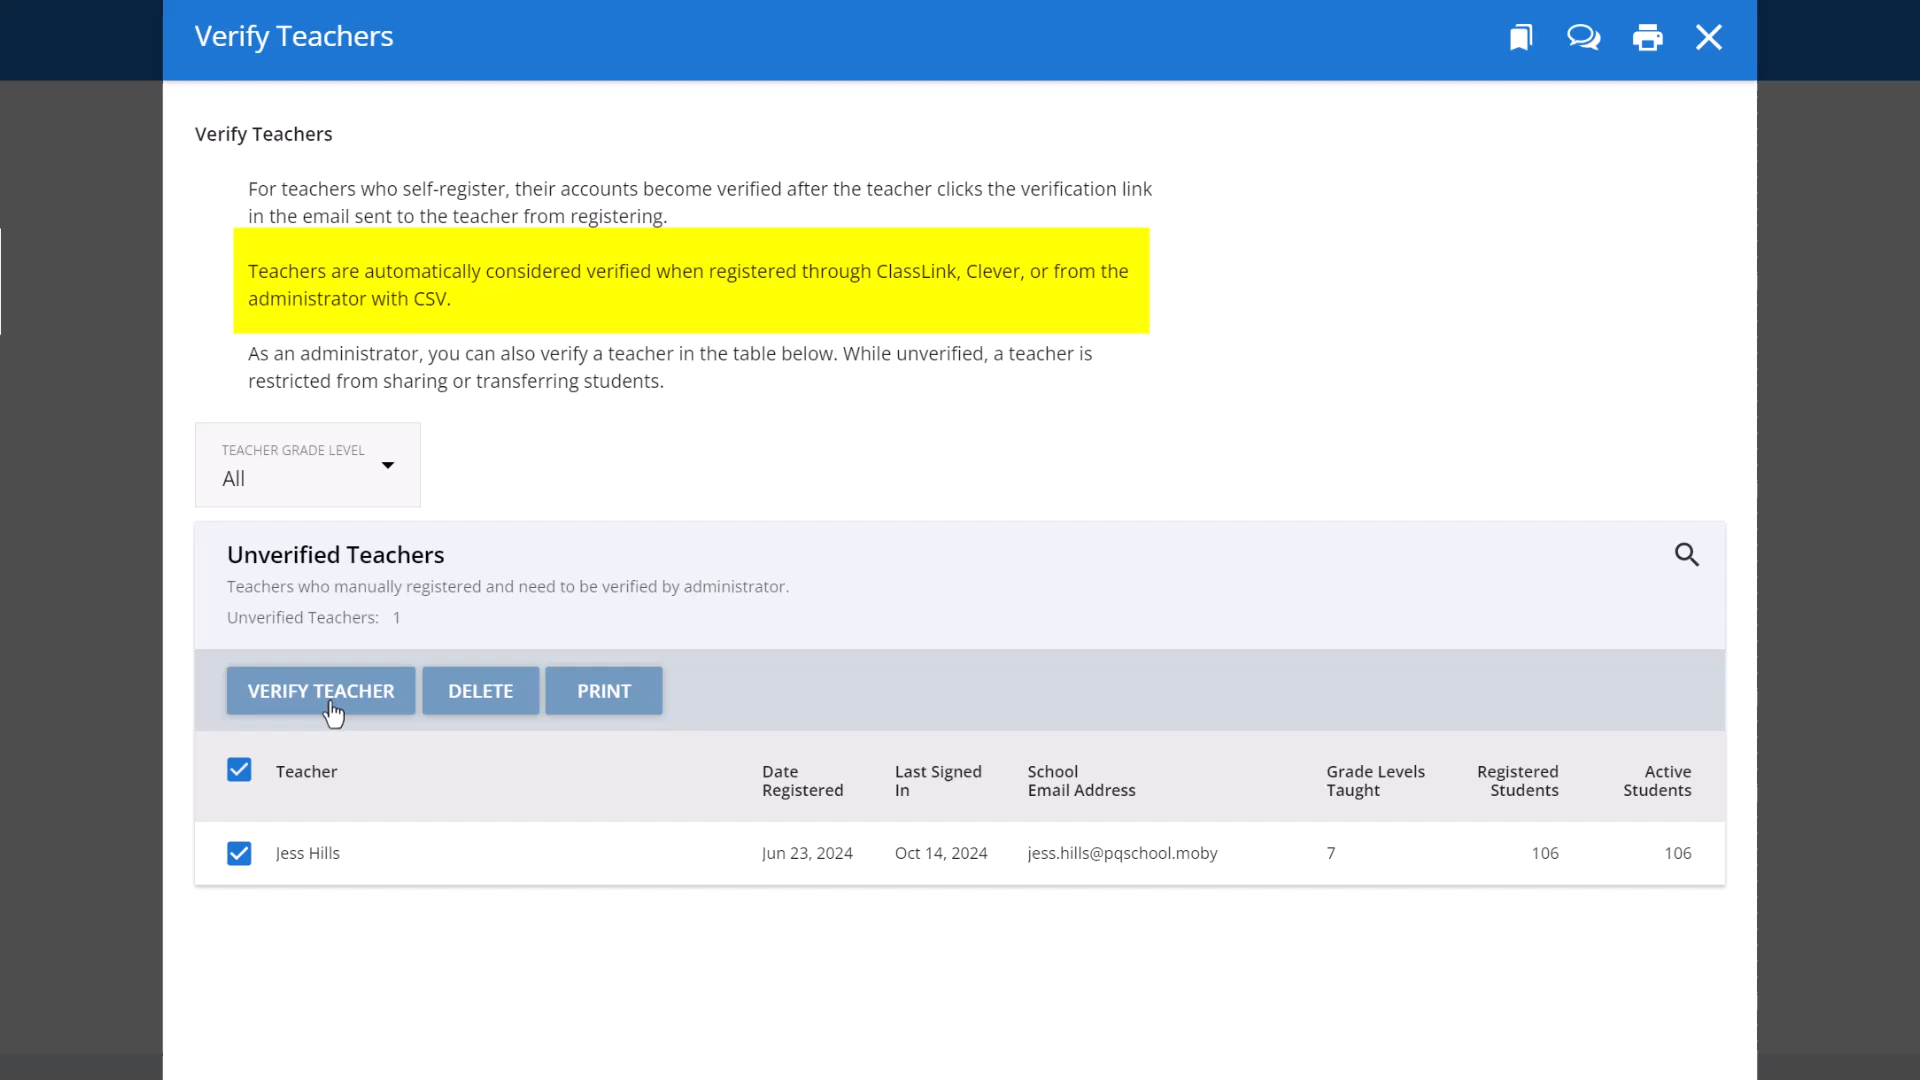 Verify Teachers
Verify Teachers
For teachers who self-register, their accounts become verified after the teacher clicks the verification link
in the email sent to the teacher from registering.
Teachers are automatically considered verified when registered through ClassLink, Clever, or from the
administrator with CSV.
As an administrator, you can also verify a teacher in the table below. While unverified, a teacher is
restricted from sharing or transferring students.
TEACHER GRADE LEVEL
All
Unverified Teachers
Teachers who manually registered and need to be verified by administrator.
Unverified Teachers: 1
VERIFY TEACHER DELETE PRINT
Teacher Date Registered Last Signed In School Email Address Grade Levels Taught Registered Students Active Students
Jess Hills Jun 23, 2024 Oct 14, 2024 jess.hills@pqschool.moby 7 106 106